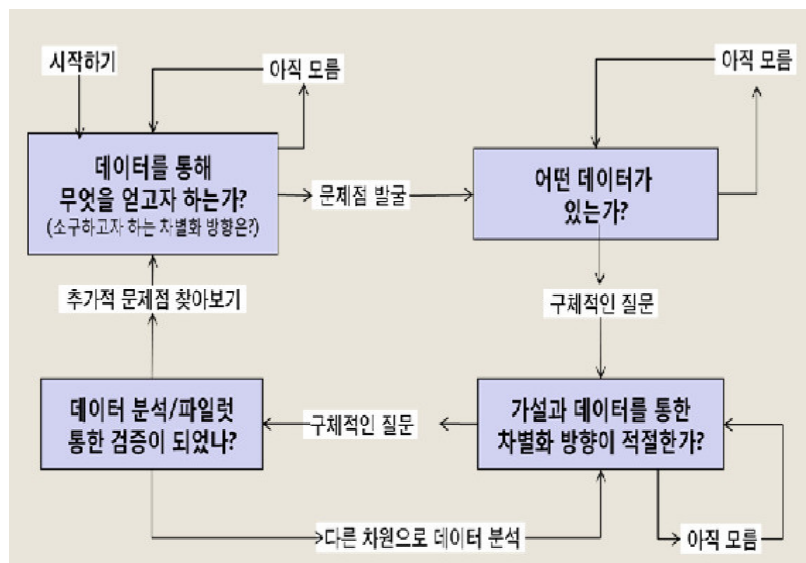 시작하기
아직 모름
아직 모름
데이터를 통해
무엇을 얻고자 하는가?
(소구하고자 하는 차별화 방향은?)
문제점 발굴
어떤 데이터가
있는가?
추가적 문제점 찾아보기
구체적인 질문
데이터 분석/파일럿
통한 검증이 되었나?
구체적인 질문
가설과 데이터를 통한
차별화 방향이 적절한가?
다른 차원으로 데이터 분석
아직 모름